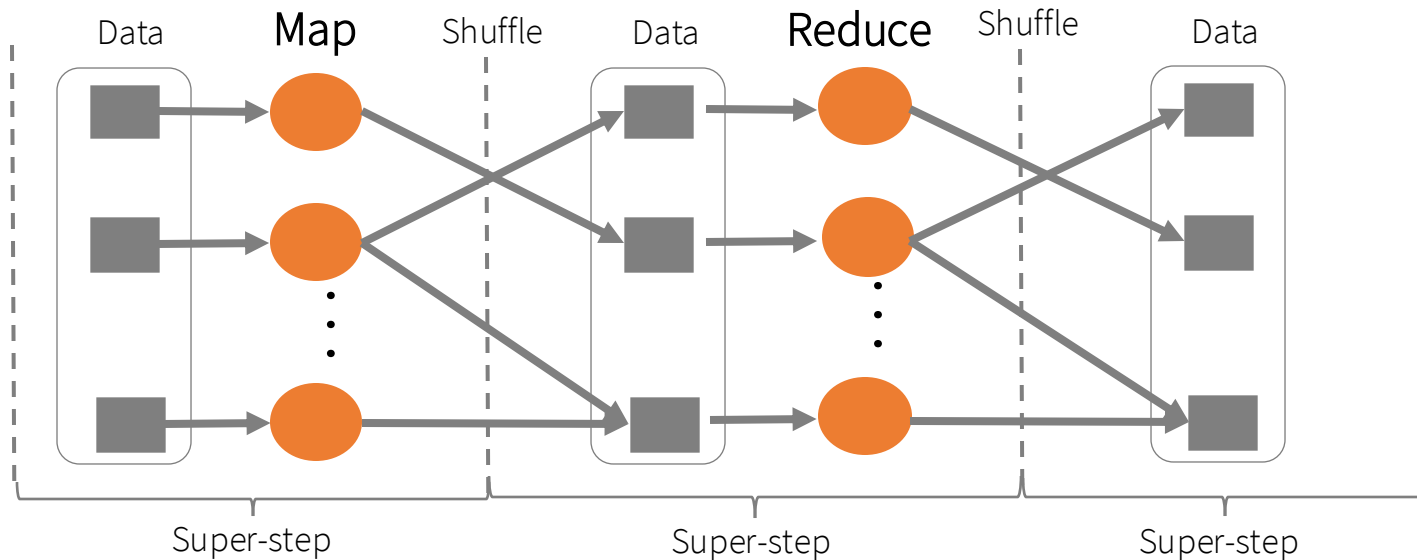 Data
Map
Shuffle
Data
Reduce
Shuffle
Data
Super-step
Super-step
Super-step